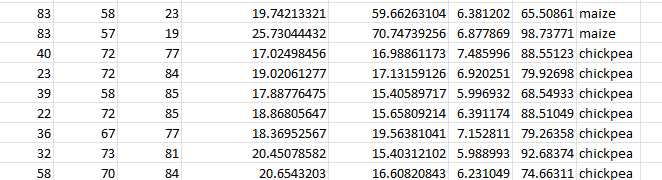 83 58 23 19.74213321 59.66263104 6.381202 65.50861 maize
83 57 19 25.73044432 70.74739256 6.877869 98.73771 maize
40 72 77 17.02498456 16.98861173 7.485996 88.55123 chickpea
23 72 84 19.02061277 17.13159126 6.920251 79.92698 chickpea
39 58 85 17.88776475 15.40589717 5.996932 68.54933 chickpea
22 72 85 18.86805647 15.65809214 6.391174 88.51049 chickpea
36 67 77 18.36952567 19.56381041 7.152811 79.26358 chickpea
32 73 81 20.45078582 15.40312102 5.988993 92.68374 chickpea
58 70 84 20.6543203 16.60820843 6.231049 74.66311 chickpea